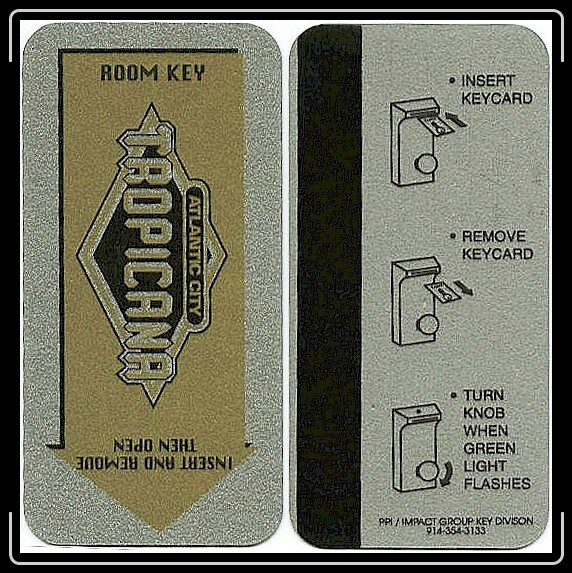 ROOM KEY
TROPICANA
ATLANTIC CITY
INSERT AND REMOVE
THEN OPEN
• INSERT
KEYCARD
• REMOVE
KEYCARD
• TURN
KNOB
WHEN
GREEN
LIGHT
FLASHES
PPI / IMPACT GROUP KEY DIVISON
914-354-3133